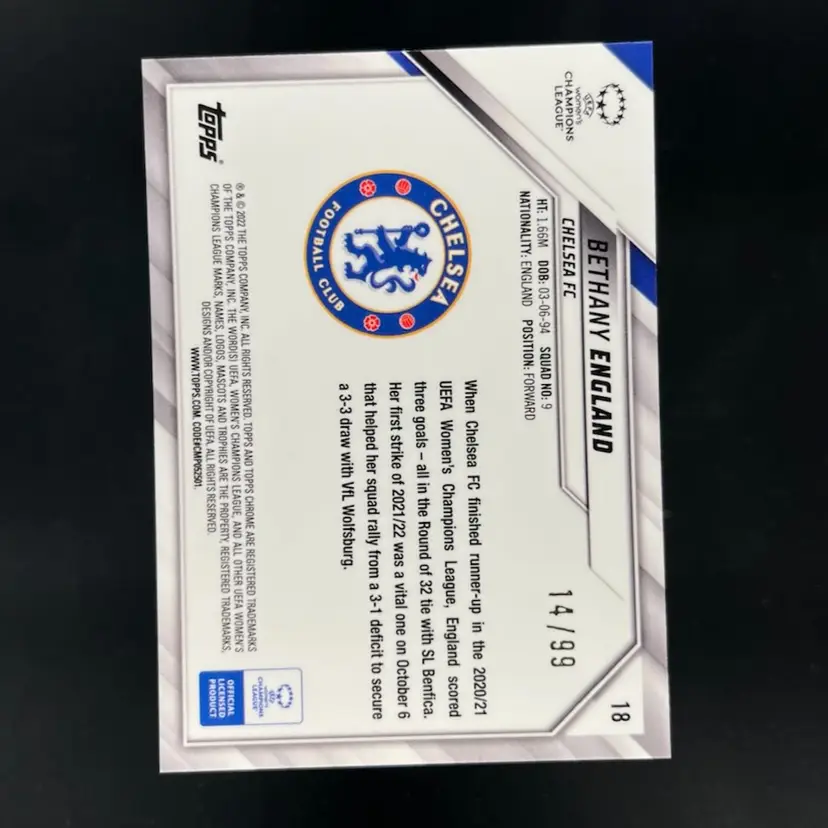 women's
CHAMPIONS
LEAGUE
BETHANY ENGLAND
CHELSEA FC
HT: 1.66M DOB: 03-06-94 SQUAD NO: 9
NATIONALITY: ENGLAND POSITION: FORWARD
14/99
18
CHELSEA
FOOTBALL CLUB
When Chelsea FC finished runner-up in the 2020/21
UEFA Women's Champions League, England scored
three goals – all in the Round of 32 tie with SL Benfica.
Her first strike of 2021/22 was a vital one on October 6
that helped her squad rally from a 3-1 deficit to secure
a 3-3 draw with VfL Wolfsburg.
topps®
® & © 2022 THE TOPPS COMPANY, INC. ALL RIGHTS RESERVED. TOPPS AND TOPPS CHROME ARE REGISTERED TRADEMARKS
OF THE TOPPS COMPANY, INC. THE WORD(S) UEFA, WOMEN'S CHAMPIONS LEAGUE, AND ALL OTHER UEFA WOMEN'S
CHAMPIONS LEAGUE MARKS, NAMES, LOGOS, MASCOTS AND TROPHIES ARE THE PROPERTY, REGISTERED TRADEMARKS,
DESIGNS AND/OR COPYRIGHT OF UEFA. ALL RIGHTS RESERVED.
WWW.TOPPS.COM. CODE#CMP052501.
women's
CHAMPIONS
LEAGUE
OFFICIAL
LICENSED
PRODUCT